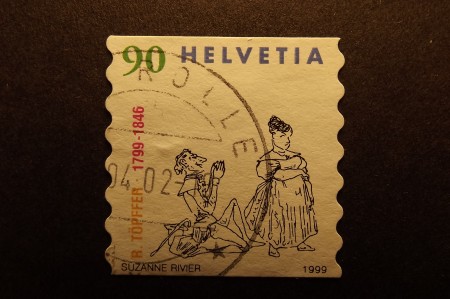 90 HELVETIA
ROLLE
R. TÖPFFER 1799-1846
04.02-
SUZANNE RIVIER 1999